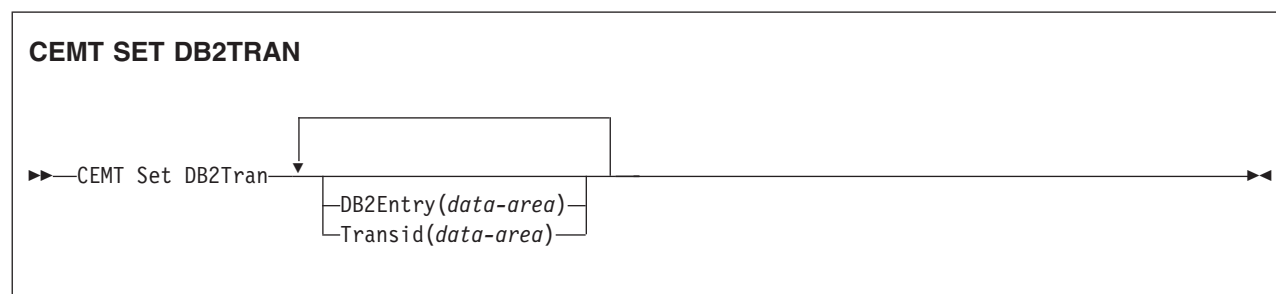 CEMT SET DB2TRAN
CEMT Set DB2Tran
DB2Entry(data-area)
Transid(data-area)